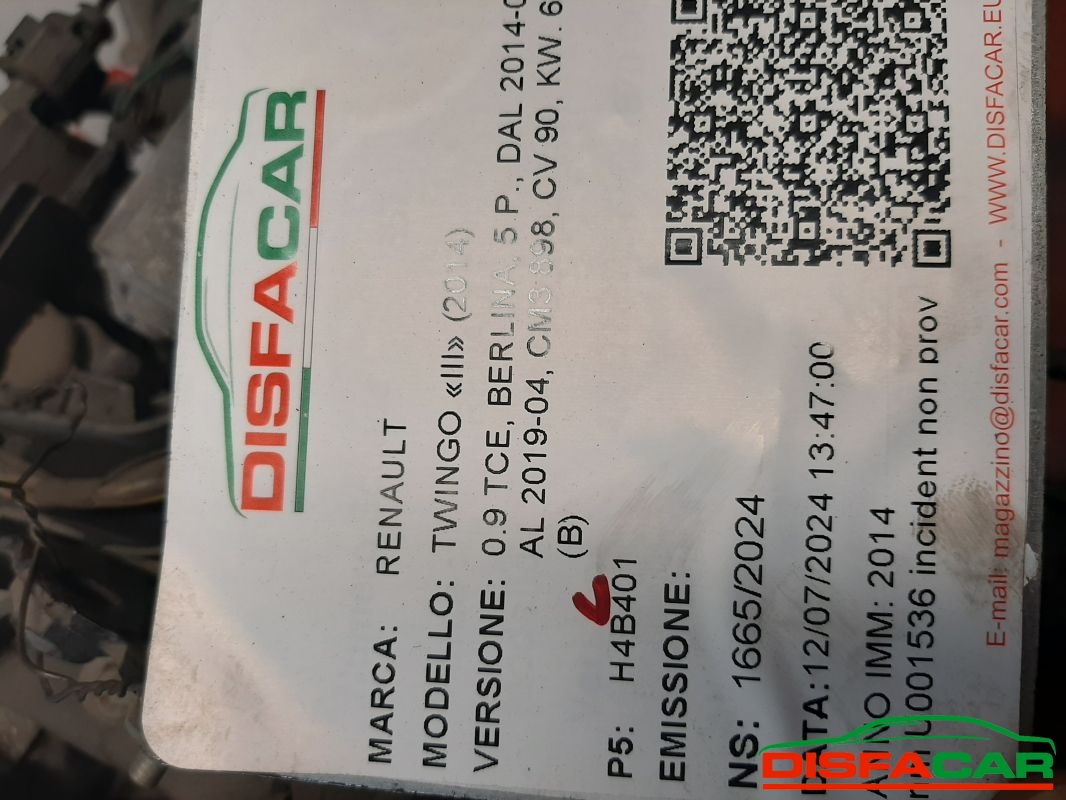 DISFACAR
MARCA: RENAULT
MODELLO: TWINGO «III» (2014)
VERSIONE: 0.9 TCE, BERLINA, 5 P., DAL 2014-0
AL 2019-04, CM3 898, CV 90, KW. 6
(B)
P5: H4B401
EMISSIONE:
NS: 1665/2024
DATA: 12/07/2024 13:47:00
ANNO IMM: 2014
001536 incident non prov
E-mail: magazzino@disfacar.com - WWW.DISFACAR.EU
DISFACAR